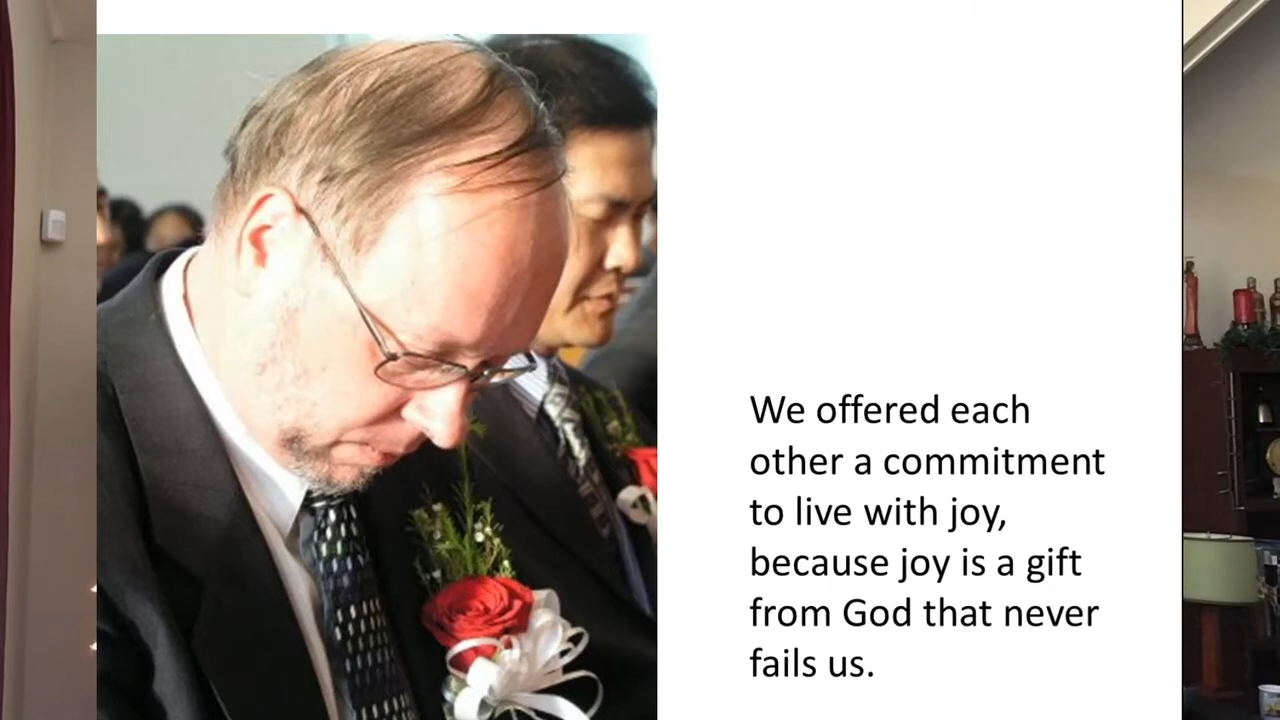 We offered each
other a commitment
to live with joy,
because joy is a gift
from God that never
fails us.